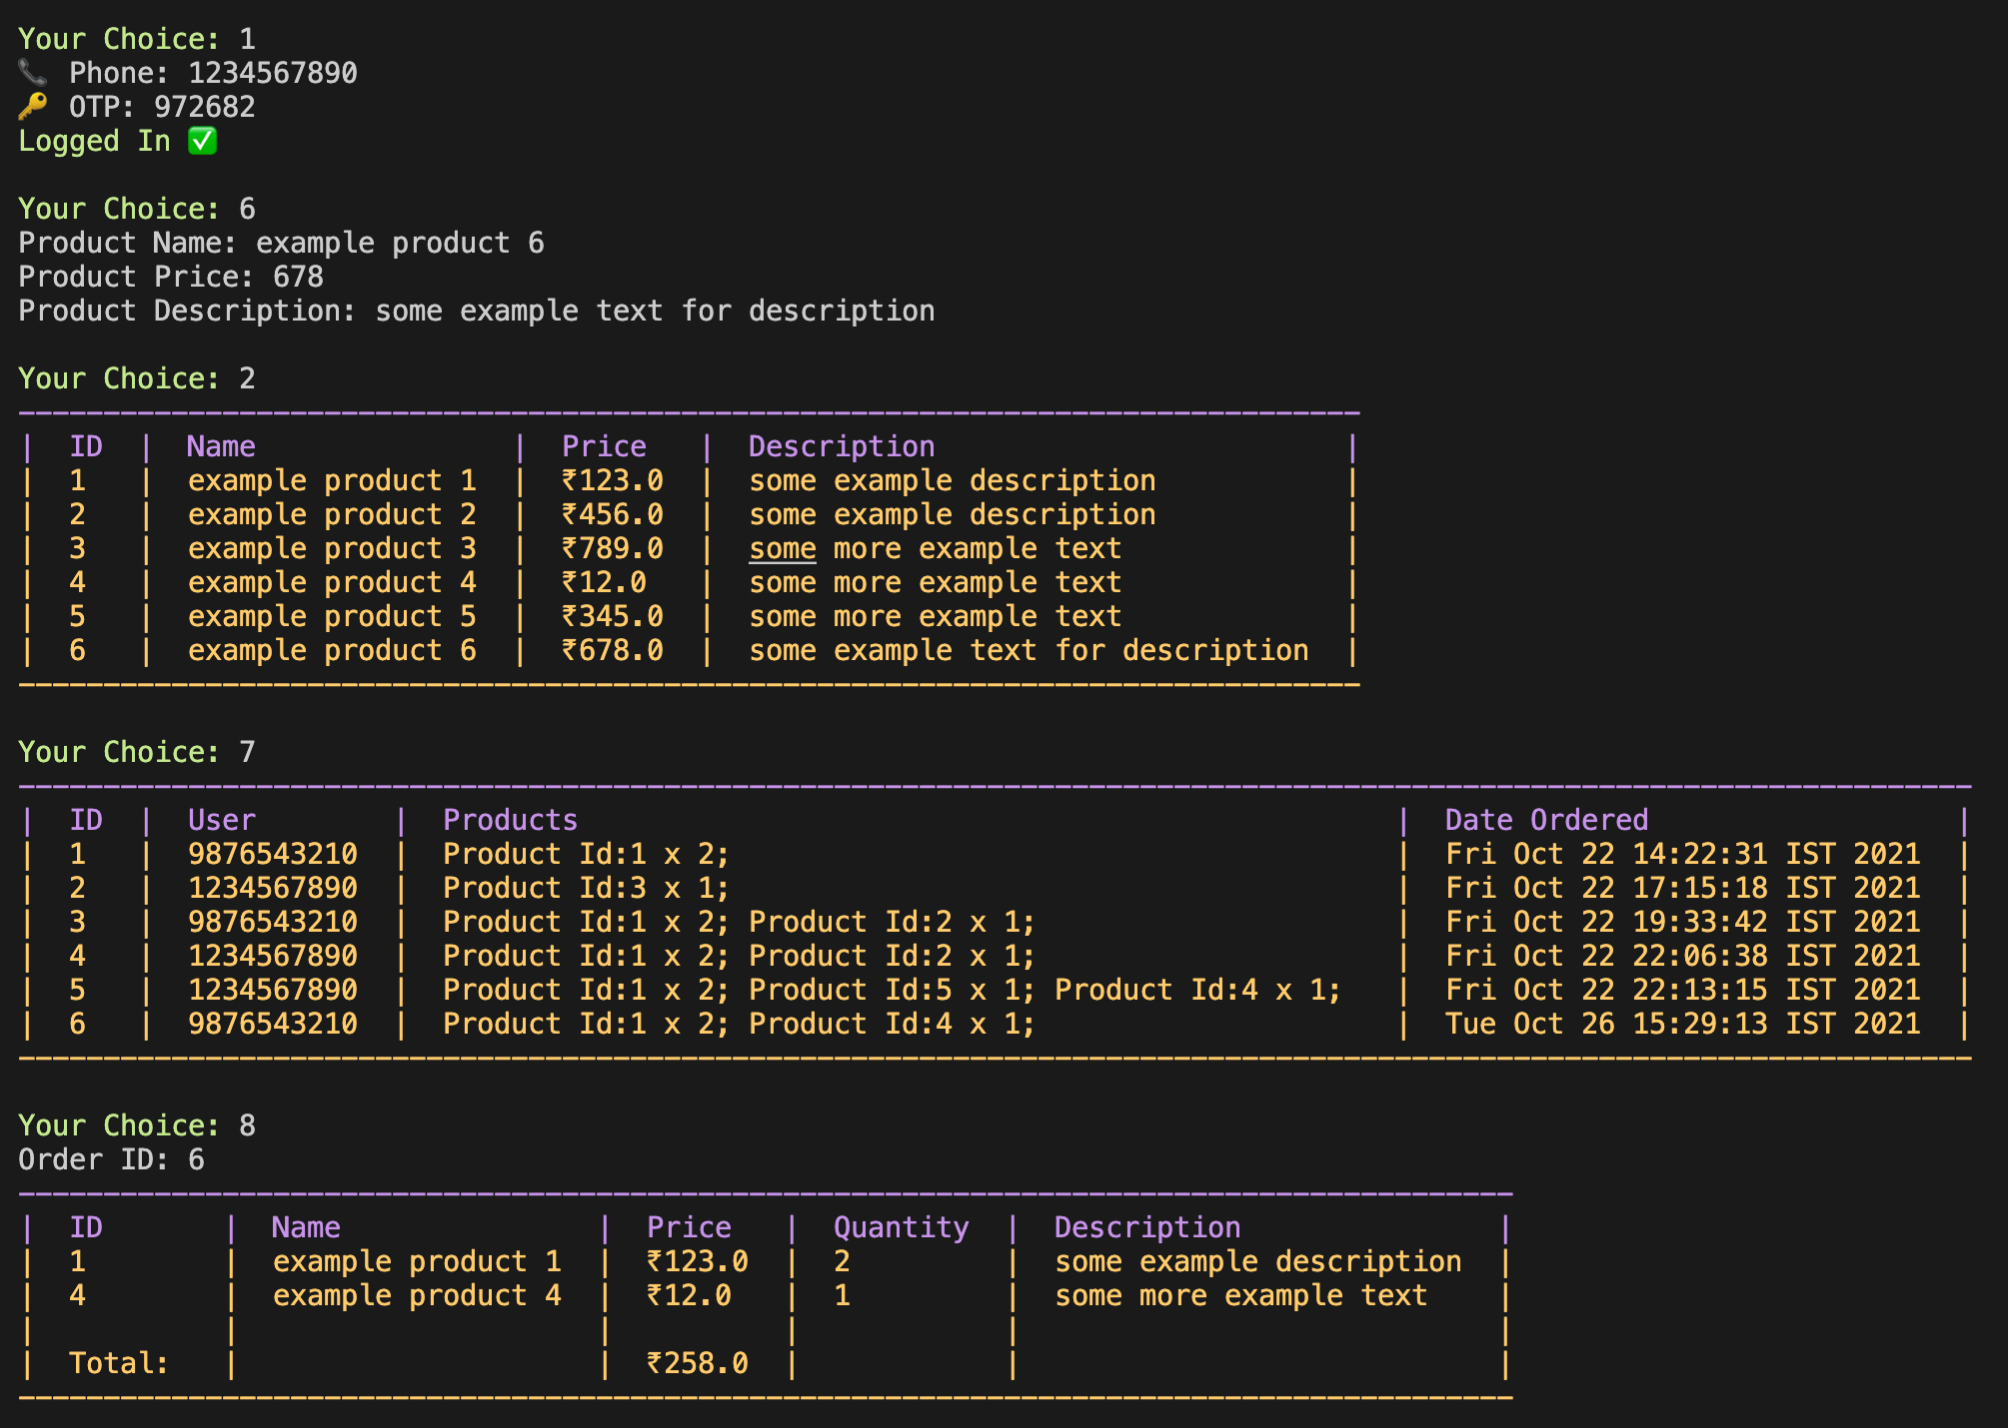 Your Choice: 1
📞 Phone: 1234567890
🔑 OTP: 972682
Logged In ✅
Your Choice: 6
Product Name: example product 6
Product Price: 678
Product Description: some example text for description
Your Choice: 2
| ID | Name | Price | Description |
| 1 | example product 1 | ₹123.0 | some example description |
| 2 | example product 2 | ₹456.0 | some example description |
| 3 | example product 3 | ₹789.0 | some more example text |
| 4 | example product 4 | ₹12.0 | some more example text |
| 5 | example product 5 | ₹345.0 | some more example text |
| 6 | example product 6 | ₹678.0 | some example text for description |
Your Choice: 7
| ID | User | Products | Date Ordered |
| 1 | 9876543210 | Product Id:1 x 2; | Fri Oct 22 14:22:31 IST 2021 |
| 2 | 1234567890 | Product Id:3 x 1; | Fri Oct 22 17:15:18 IST 2021 |
| 3 | 9876543210 | Product Id:1 x 2; Product Id:2 x 1; | Fri Oct 22 19:33:42 IST 2021 |
| 4 | 1234567890 | Product Id:1 x 2; Product Id:2 x 1; | Fri Oct 22 22:06:38 IST 2021 |
| 5 | 1234567890 | Product Id:1 x 2; Product Id:5 x 1; Product Id:4 x 1; | Fri Oct 22 22:13:15 IST 2021 |
| 6 | 9876543210 | Product Id:1 x 2; Product Id:4 x 1; | Tue Oct 26 15:29:13 IST 2021 |
Your Choice: 8
Order ID: 6
| ID | Name | Price | Quantity | Description |
| 1 | example product 1 | ₹123.0 | 2 | some example description |
| 4 | example product 4 | ₹12.0 | 1 | some more example text |
| | | | | |
| Total: | | ₹258.0 | | |